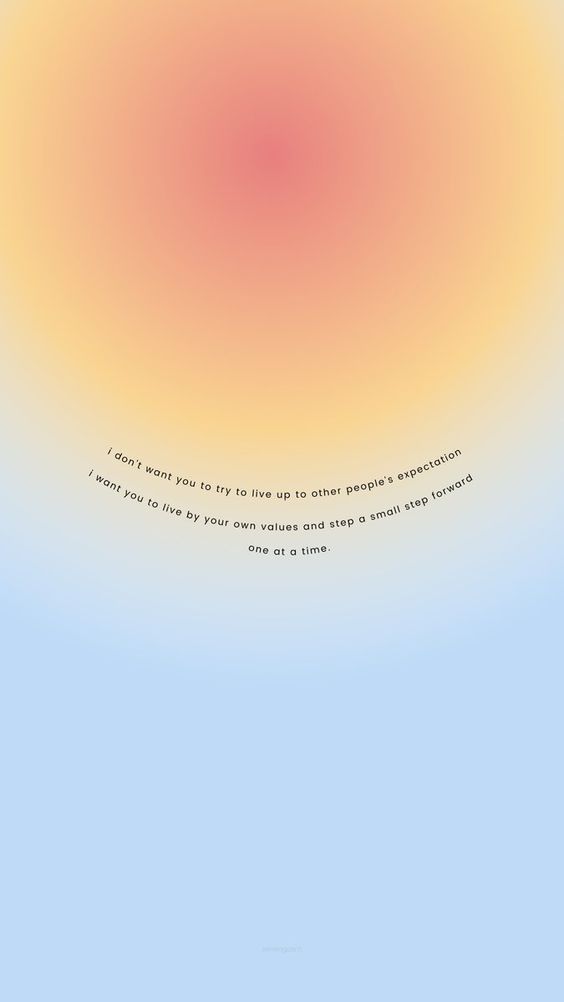 i don't want you to try to live up to other people's expectation
i want you to live by your own values and step a small step forward
one at a time.